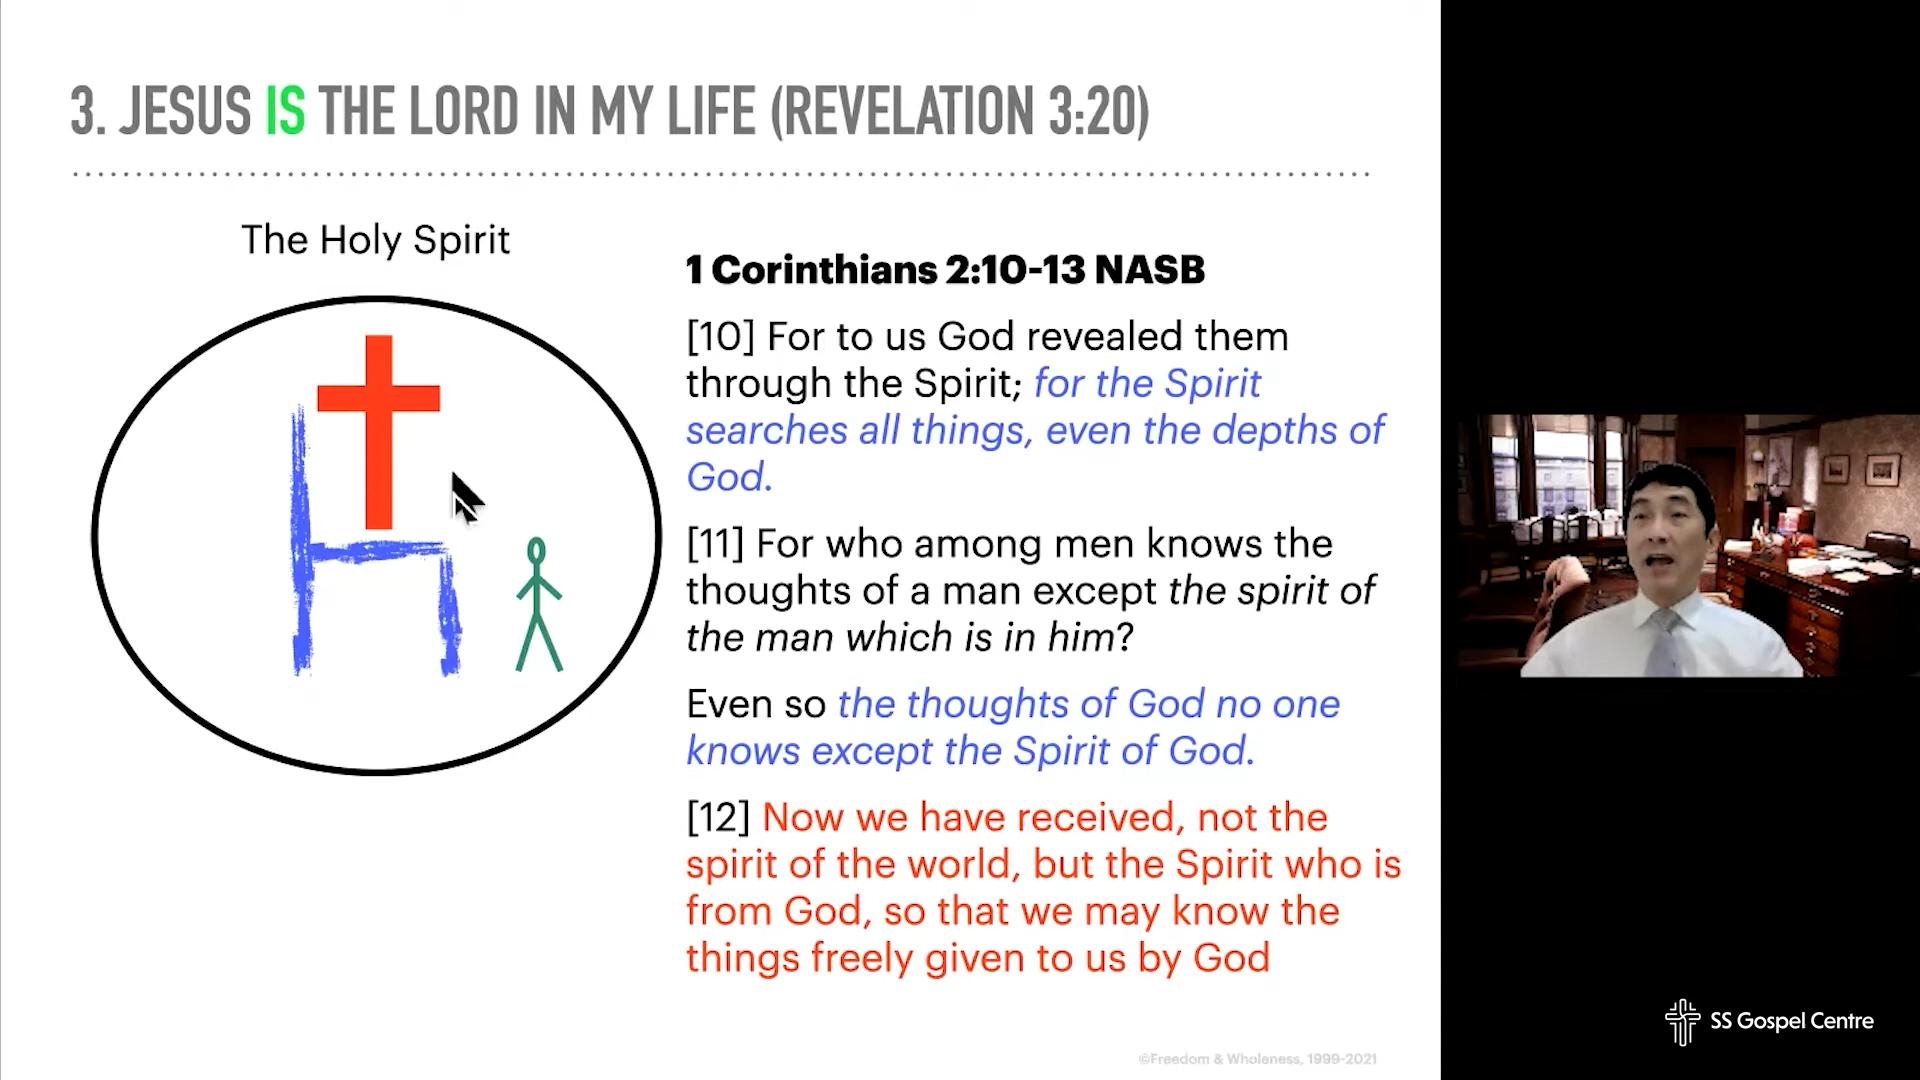 3. JESUS IS THE LORD IN MY LIFE (REVELATION 3:20)
The Holy Spirit
1 Corinthians 2:10-13 NASB
[10] For to us God revealed them
through the Spirit; for the Spirit
searches all things, even the depths of
God.
[11] For who among men knows the
thoughts of a man except the spirit of
the man which is in him?
Even so the thoughts of God no one
knows except the Spirit of God.
[12] Now we have received, not the
spirit of the world, but the Spirit who is
from God, so that we may know the
things freely given to us by God
SS Gospel Centre
©Freedom & Wholeness, 1999-2021